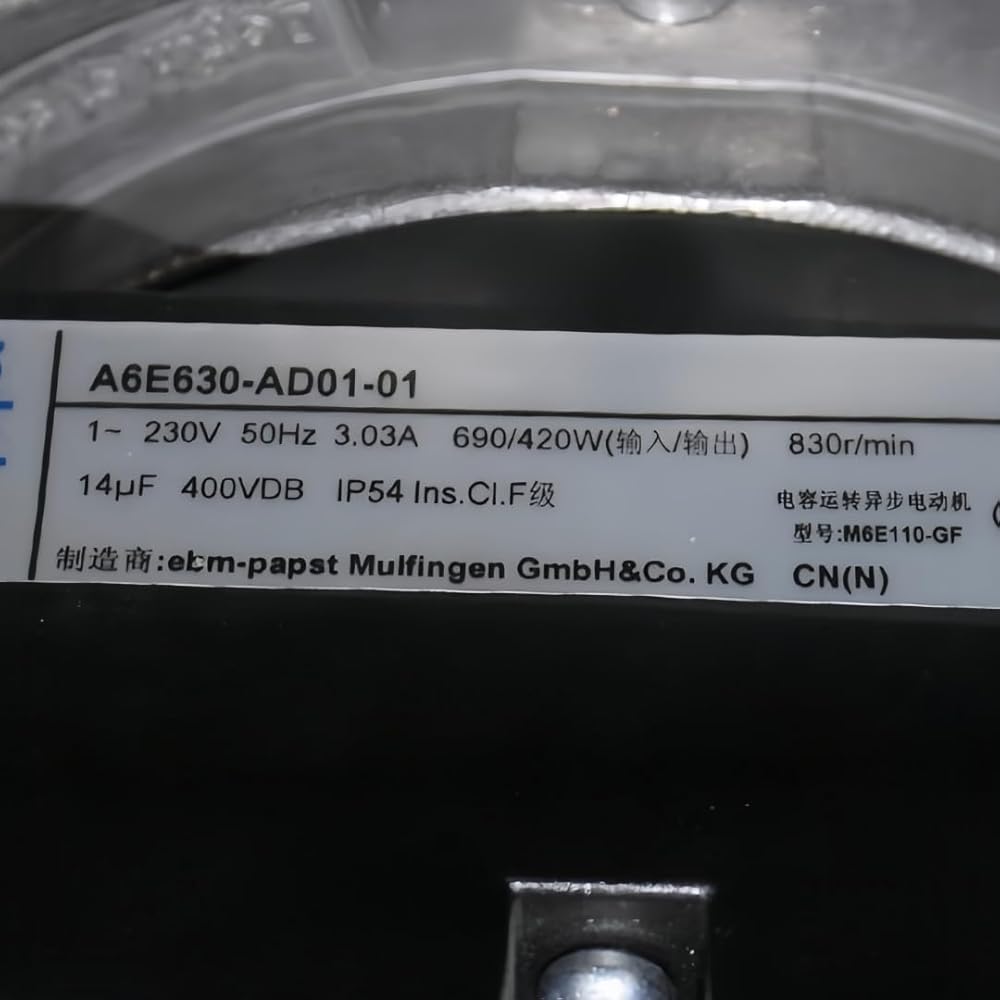 A6E630-AD01-01
1~ 230V 50Hz 3.03A 690/420W(输入/输出) 830r/min
14µF 400VDB IP54 Ins.Cl.F级
电容运转异步电动机
型号:M6E110-GF
制造商:ebm-papst Mulfingen GmbH&Co. KG CN(N)